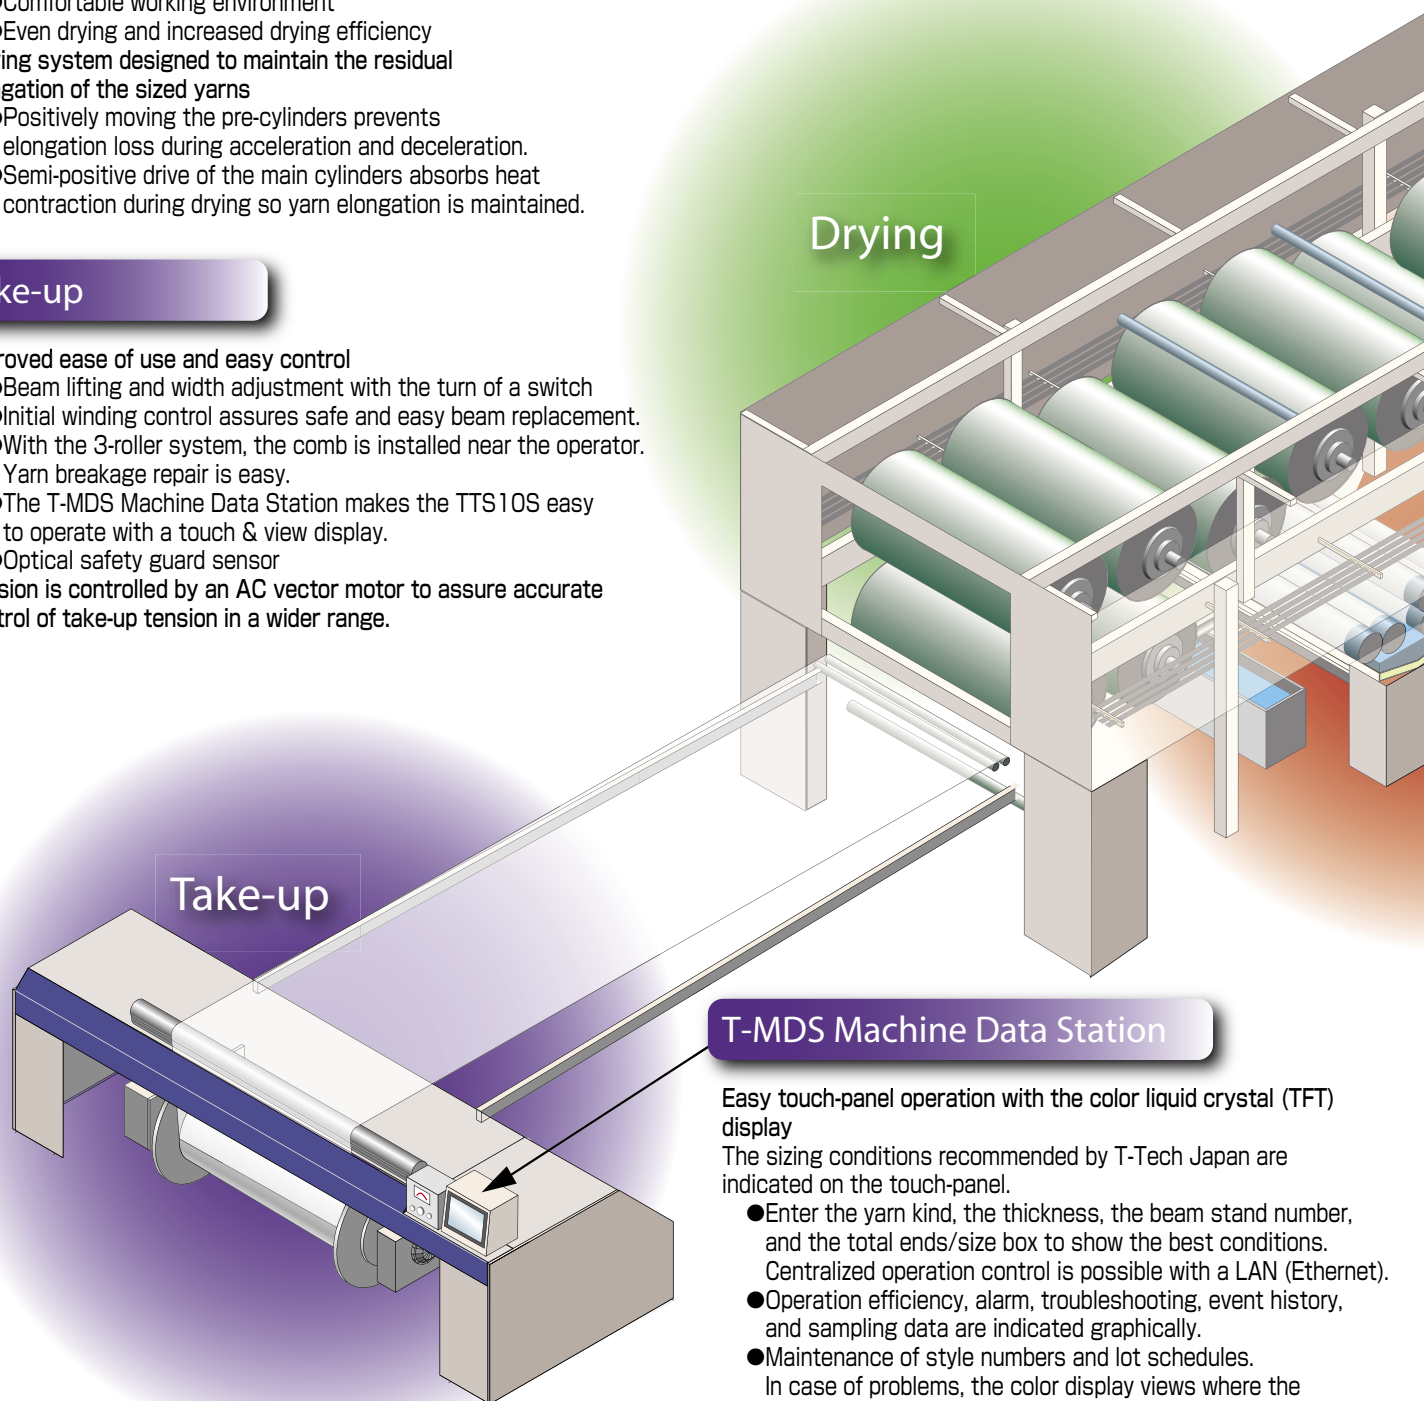 ●Comfortable working environment
●Even drying and increased drying efficiency
ing system designed to maintain the residual
gation of the sized yarns
●Positively moving the pre-cylinders prevents
elongation loss during acceleration and deceleration.
●Semi-positive drive of the main cylinders absorbs heat
contraction during drying so yarn elongation is maintained.
ke-up
roved ease of use and easy control
●Beam lifting and width adjustment with the turn of a switch
●Initial winding control assures safe and easy beam replacement.
●With the 3-roller system, the comb is installed near the operator.
Yarn breakage repair is easy.
●The T-MDS Machine Data Station makes the TTS10S easy
to operate with a touch & view display.
●Optical safety guard sensor
sion is controlled by an AC vector motor to assure accurate
trol of take-up tension in a wider range.
Drying
Take-up
T-MDS Machine Data Station
Easy touch-panel operation with the color liquid crystal (TFT)
display
The sizing conditions recommended by T-Tech Japan are
indicated on the touch-panel.
●Enter the yarn kind, the thickness, the beam stand number,
and the total ends/size box to show the best conditions.
Centralized operation control is possible with a LAN (Ethernet).
●Operation efficiency, alarm, troubleshooting, event history,
and sampling data are indicated graphically.
●Maintenance of style numbers and lot schedules.
In case of problems, the color display views where the